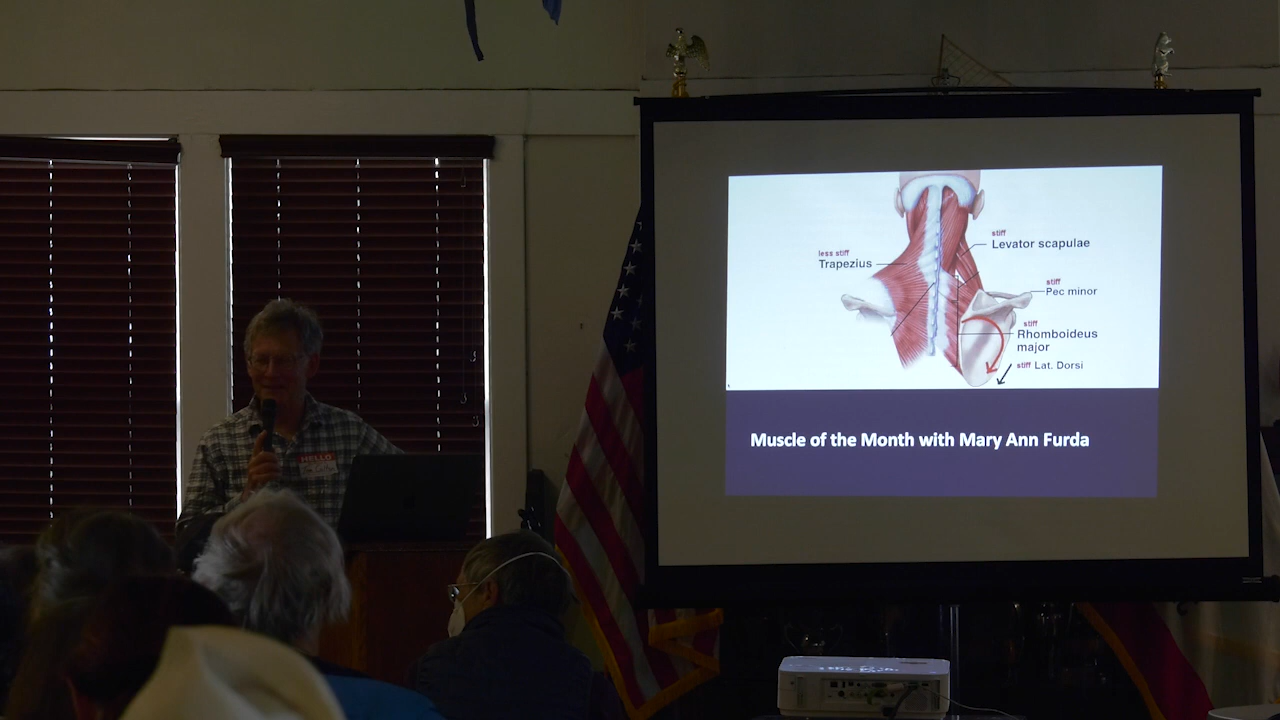 HELLO
less stiff
Trapezius
stiff
Levator scapulae
stiff
Pec minor
stiff
Rhomboideus
major
stiff Lat. Dorsi
Muscle of the Month with Mary Ann Furda